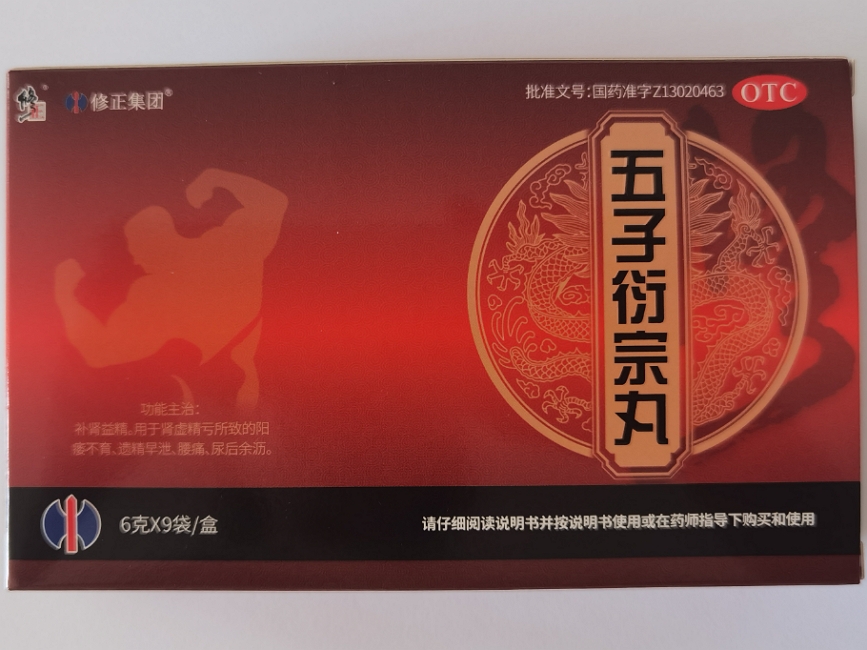 修正
修正集团®
批准文号:国药准字Z13020463
OTC
五子衍宗丸
功能主治:
补肾益精。用于肾虚精亏所致的阳
痿不育、遗精早泄、腰痛、尿后余沥。
6克X9袋/盒
请仔细阅读说明书并按说明书使用或在药师指导下购买和使用